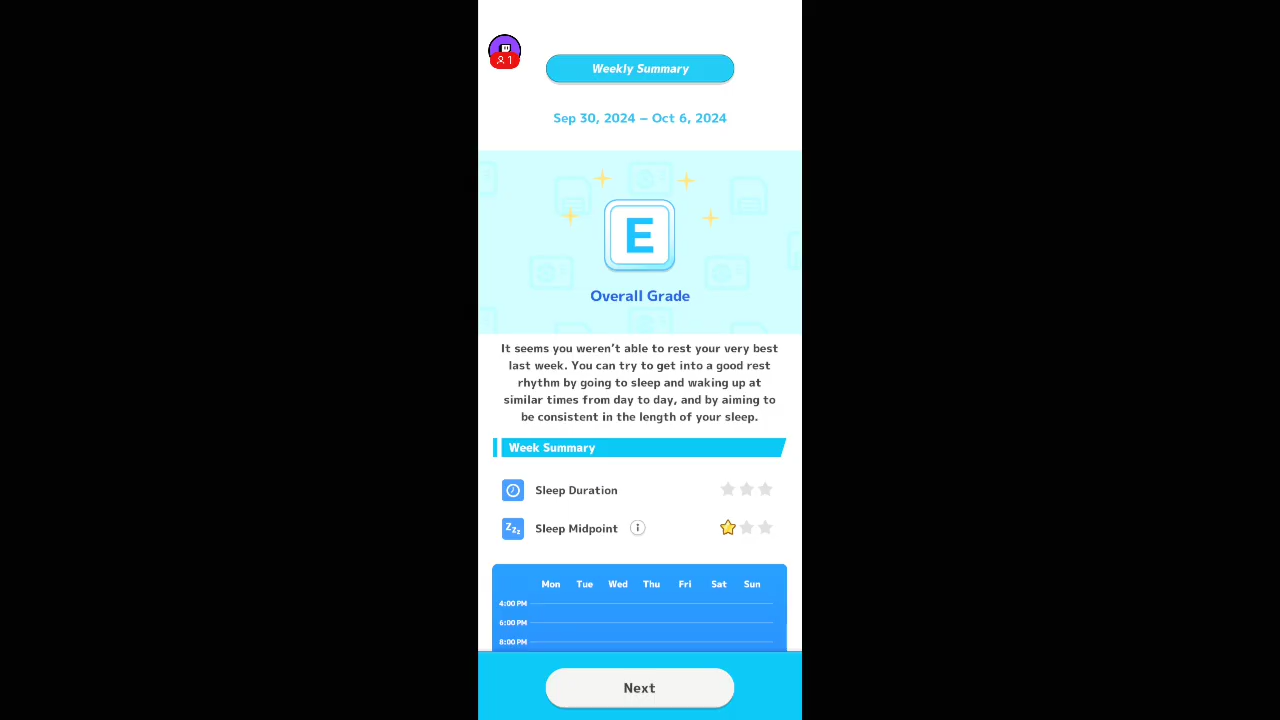 1
Weekly Summary
Sep 30, 2024 – Oct 6, 2024
E
Overall Grade
It seems you weren't able to rest your very best
last week. You can try to get into a good rest
rhythm by going to sleep and waking up at
similar times from day to day, and by aiming to
be consistent in the length of your sleep.
Week Summary
Sleep Duration
Zzz Sleep Midpoint i
Mon Tue Wed Thu Fri Sat Sun
4:00 PM
6:00 PM
8:00 PM
Next